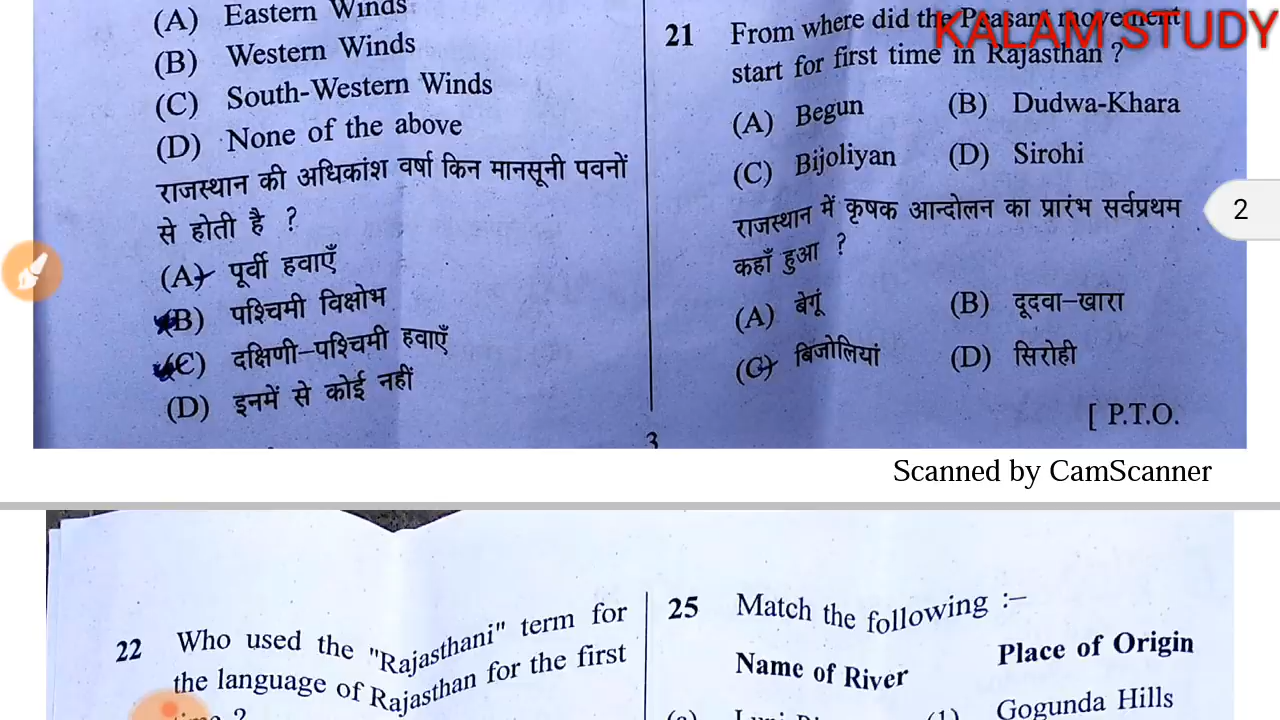 (A) Eastern Winds
(B) Western Winds
(C) South-Western Winds
(D) None of the above
राजस्थान की अधिकांश वर्षा किन मानसूनी पवनों
से होती है ?
(A) पूर्वी हवाएँ
(B) पश्चिमी विक्षोभ
(C) दक्षिणी-पश्चिमी हवाएँ
(D) इनमें से कोई नहीं
KALAM STUDY
21 From where did the Peasant movement
start for first time in Rajasthan ?
(A) Begun (B) Dudwa-Khara
(C) Bijoliyan (D) Sirohi
राजस्थान में कृषक आन्दोलन का प्रारंभ सर्वप्रथम
कहाँ हुआ ?
(A) बेगूं (B) दूदवा-खारा
(C) बिजोलियां (D) सिरोही
[ P.T.O.
2
3
Scanned by CamScanner
22 Who used the "Rajasthani" term for
the language of Rajasthan for the first
25 Match the following :–
Name of River Place of Origin
(1) Gogunda Hills